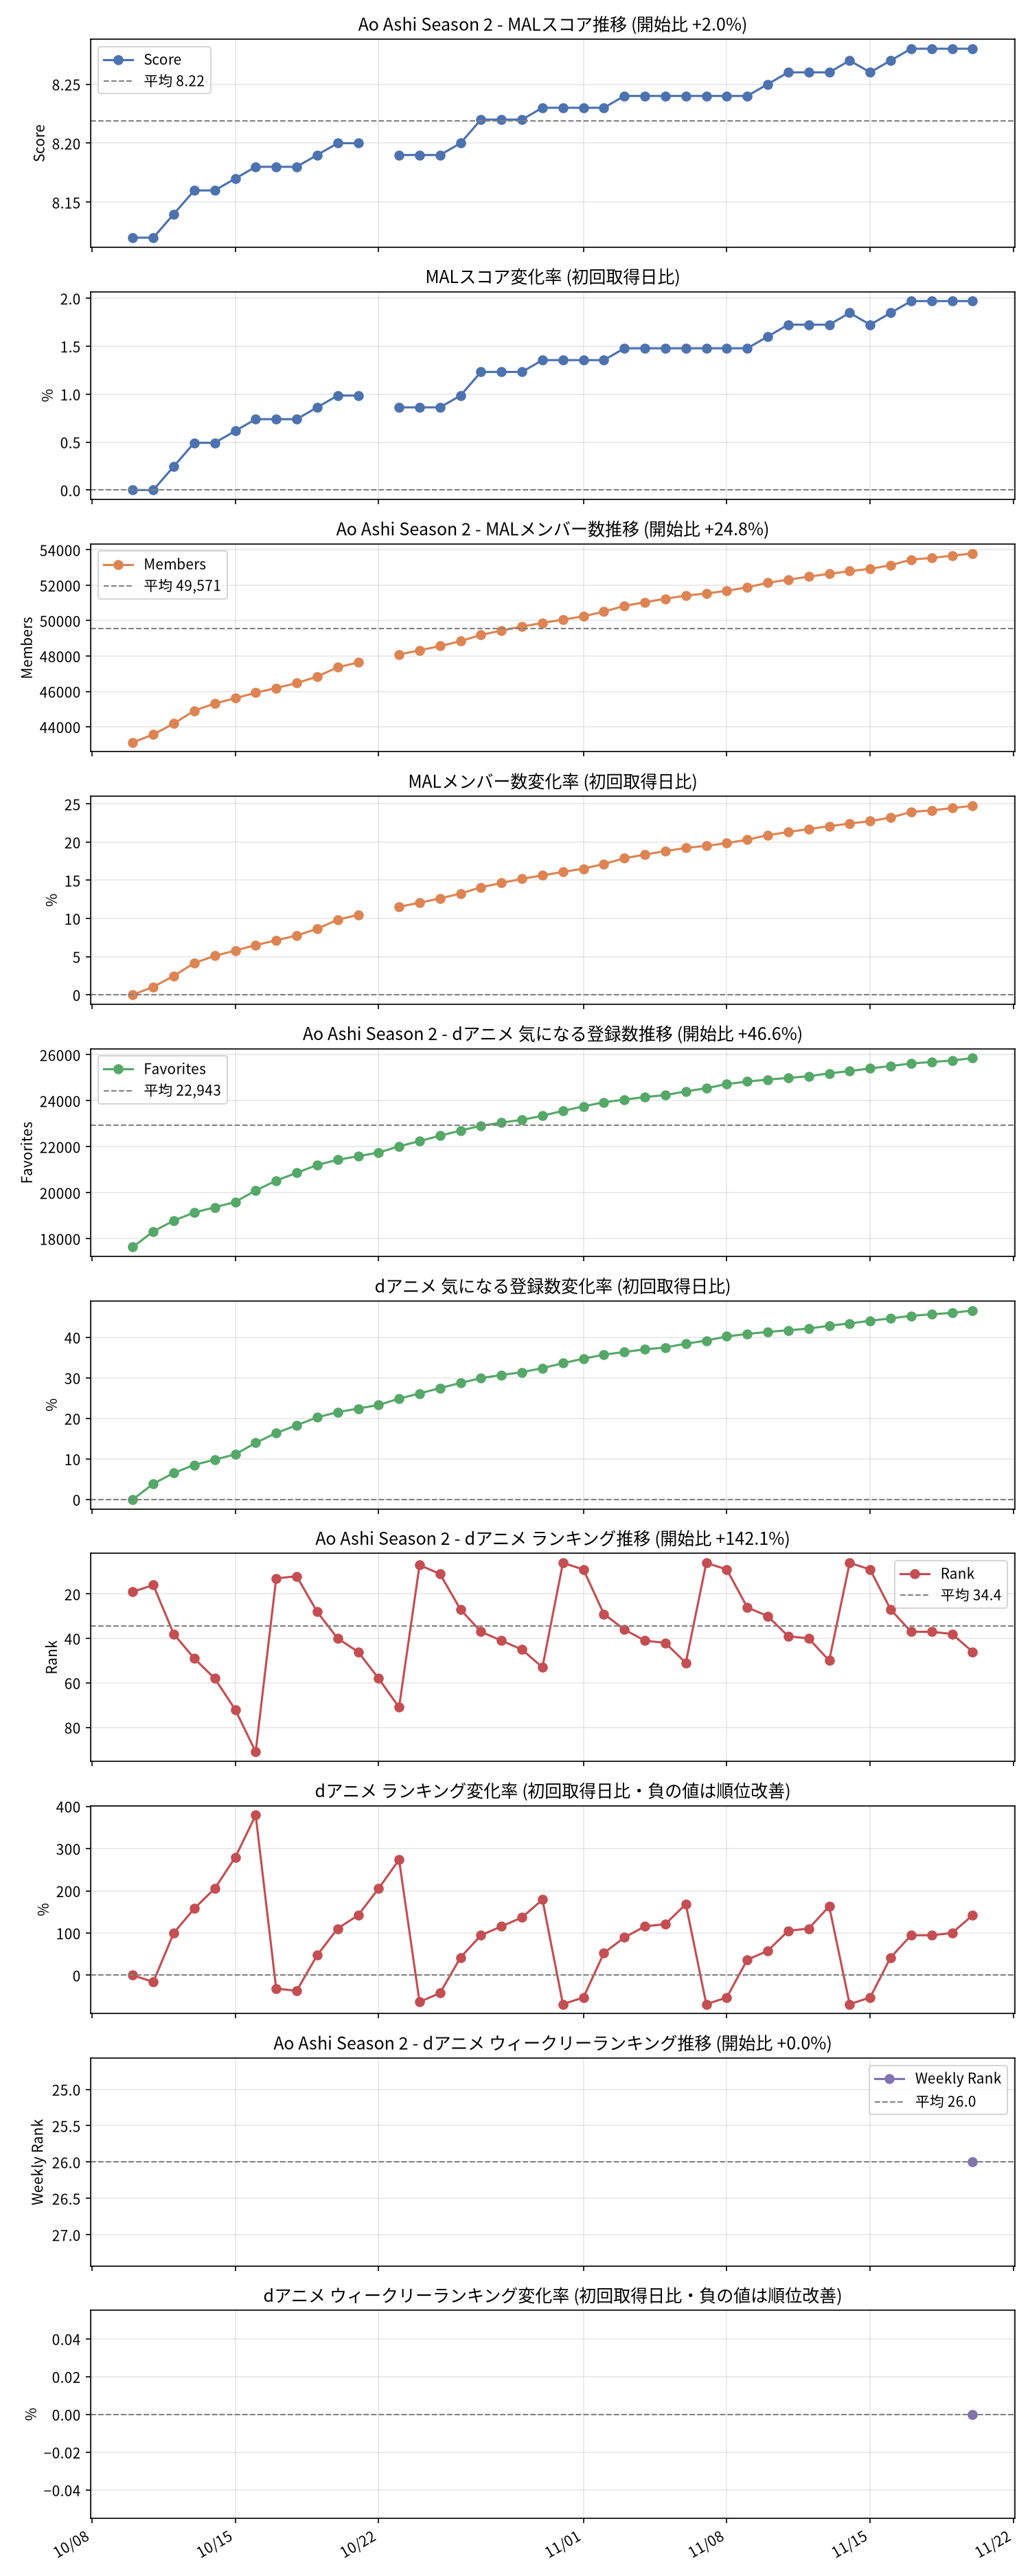 Ao Ashi Season 2 - MALスコア推移 (開始比 +2.0%)
Score
平均 8.22
8.25
8.20
8.15
Score
MALスコア変化率 (初回取得日比)
2.0
1.5
1.0
0.5
0.0
%
Ao Ashi Season 2 - MALメンバー数推移 (開始比 +24.8%)
Members
平均 49,571
54000
52000
50000
48000
46000
44000
Members
MALメンバー数変化率 (初回取得日比)
25
20
15
10
5
0
%
Ao Ashi Season 2 - dアニメ 気になる登録数推移 (開始比 +46.6%)
Favorites
平均 22,943
26000
24000
22000
20000
18000
Favorites
dアニメ 気になる登録数変化率 (初回取得日比)
40
30
20
10
0
%
Ao Ashi Season 2 - dアニメ ランキング推移 (開始比 +142.1%)
Rank
平均 34.4
20
40
60
80
Rank
dアニメ ランキング変化率 (初回取得日比・負の値は順位改善)
400
300
200
100
0
%
Ao Ashi Season 2 - dアニメ ウィークリーランキング推移 (開始比 +0.0%)
Weekly Rank
平均 26.0
25.0
25.5
26.0
26.5
27.0
Weekly Rank
dアニメ ウィークリーランキング変化率 (初回取得日比・負の値は順位改善)
0.04
0.02
0.00
−0.02
−0.04
%
10/08
10/15
10/22
11/01
11/08
11/15
11/22